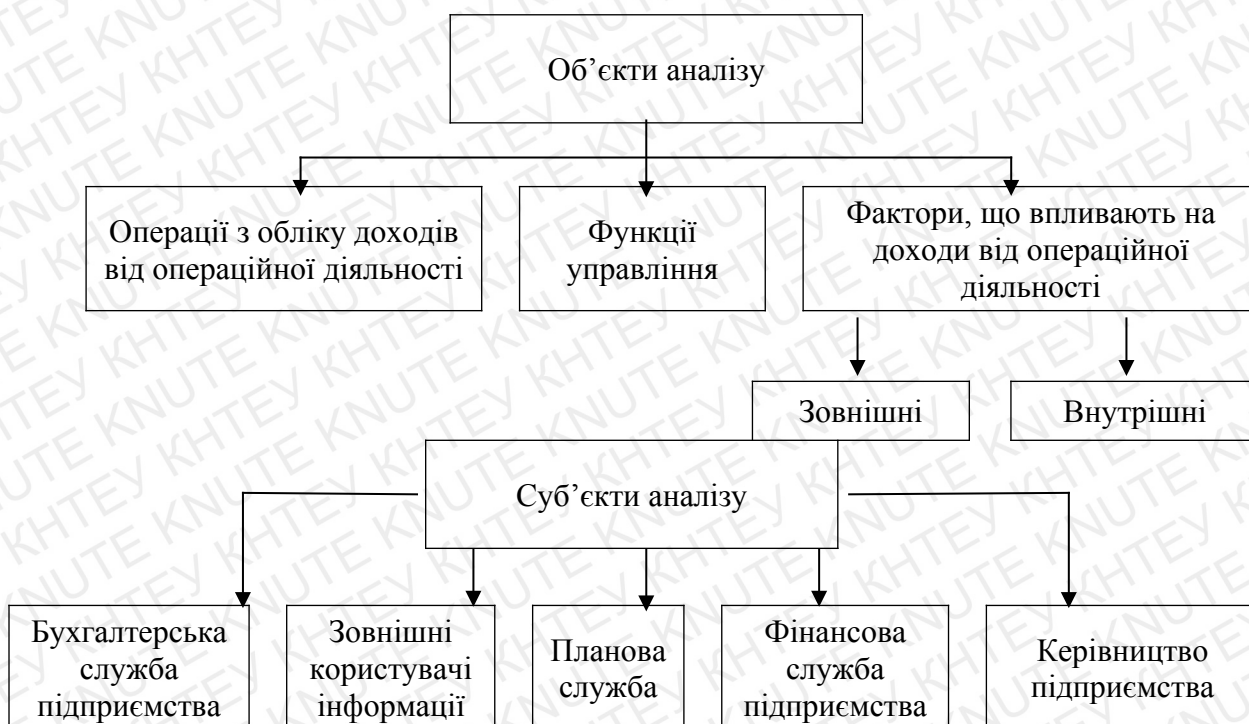 Об’єкти аналізу
Операції з обліку доходів
від операційної діяльності
Функції
управління
Фактори, що впливають на
доходи від операційної
діяльності
Зовнішні
Внутрішні
Суб’єкти аналізу
Бухгалтерська
служба
підприємства
Зовнішні
користувачі
інформації
Планова
служба
Фінансова
служба
підприємства
Керівництво
підприємства